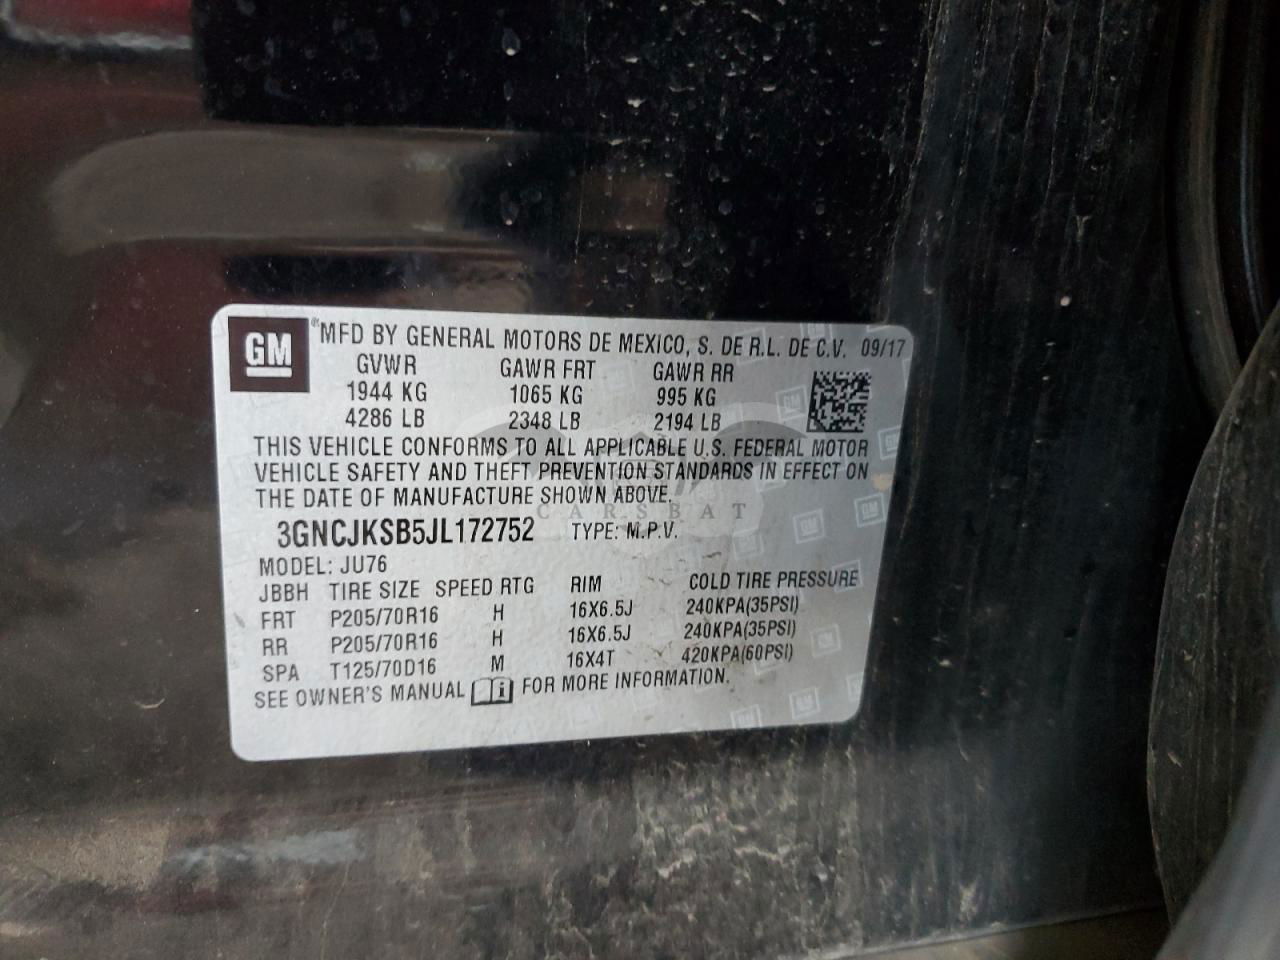 GM
®MFD BY GENERAL MOTORS DE MEXICO, S. DE R.L. DE C.V. 09/17
GVWR GAWR FRT GAWR RR
1944 KG 1065 KG 995 KG
4286 LB 2348 LB 2194 LB
THIS VEHICLE CONFORMS TO ALL APPLICABLE U.S. FEDERAL MOTOR
VEHICLE SAFETY AND THEFT PREVENTION STANDARDS IN EFFECT ON
THE DATE OF MANUFACTURE SHOWN ABOVE.
CARSBAT
3GNCJKSB5JL172752 TYPE: M.P.V.
MODEL: JU76
JBBH TIRE SIZE SPEED RTG RIM COLD TIRE PRESSURE
FRT P205/70R16 H 16X6.5J 240KPA(35PSI)
RR P205/70R16 H 16X6.5J 240KPA(35PSI)
SPA T125/70D16 M 16X4T 420KPA(60PSI)
SEE OWNER'S MANUAL i FOR MORE INFORMATION.